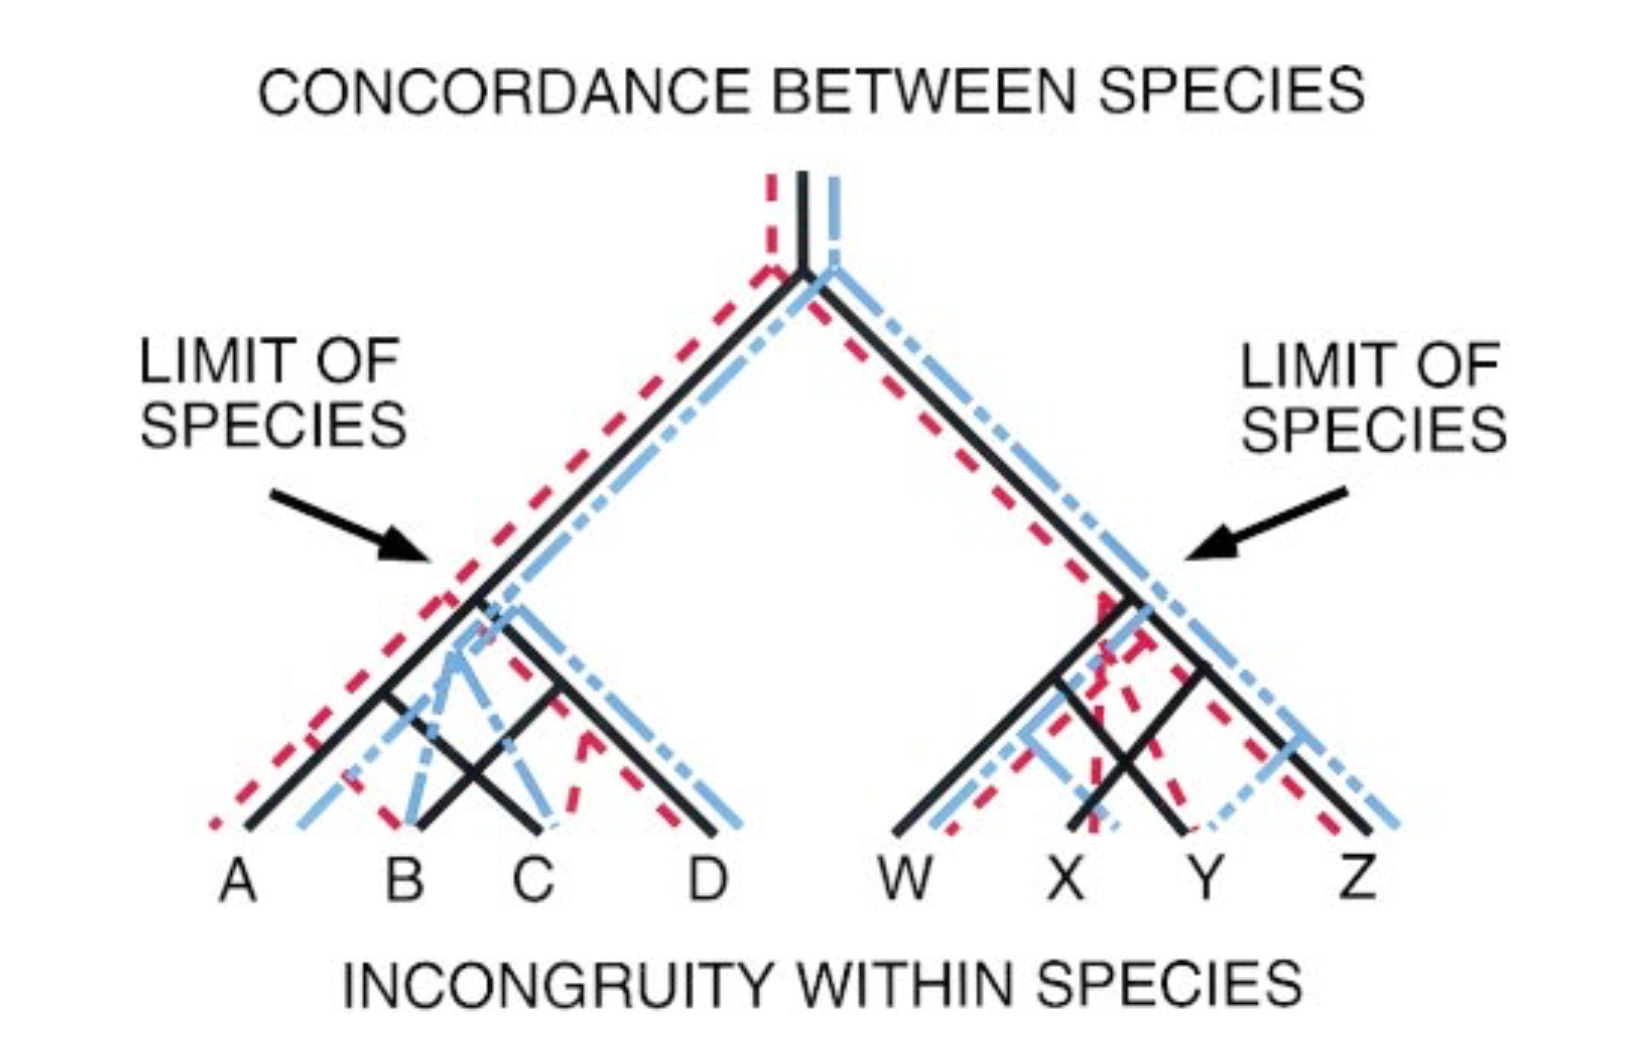 CONCORDANCE BETWEEN SPECIES
LIMIT OF
SPECIES
LIMIT OF
SPECIES
A B C D W X Y Z
INCONGRUITY WITHIN SPECIES